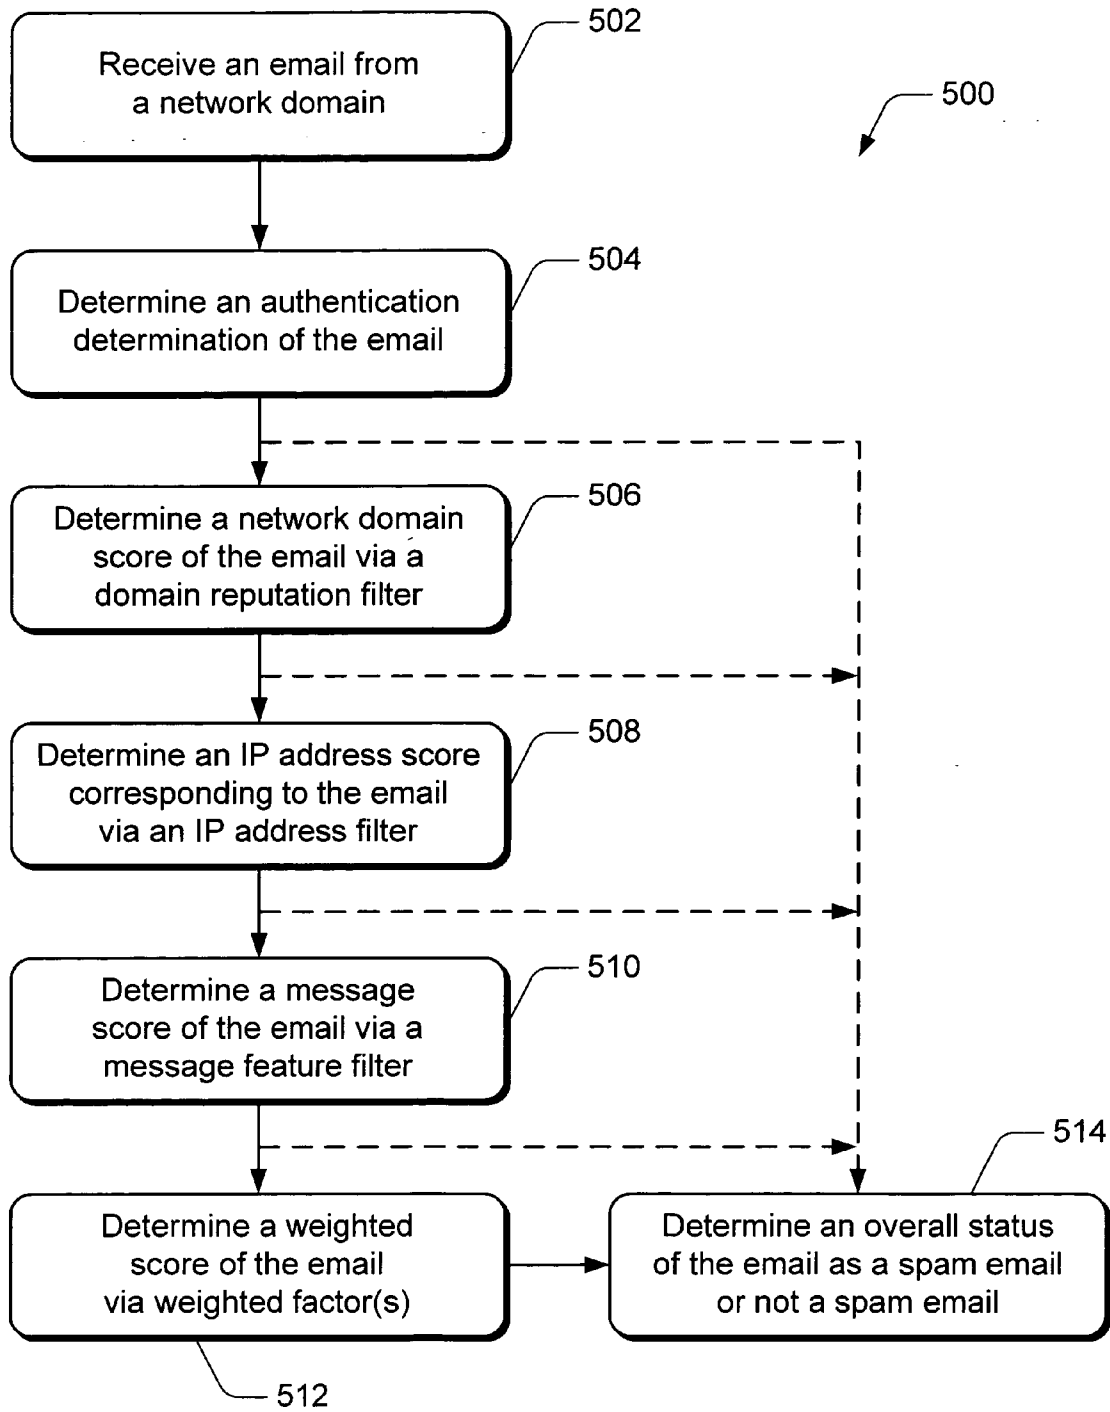 502
Receive an email from
a network domain
500
504
Determine an authentication
determination of the email
506
Determine a network domain
score of the email via a
domain reputation filter
508
Determine an IP address score
corresponding to the email
via an IP address filter
510
Determine a message
score of the email via a
message feature filter
514
Determine a weighted
score of the email
via weighted factor(s)
Determine an overall status
of the email as a spam email
or not a spam email
512